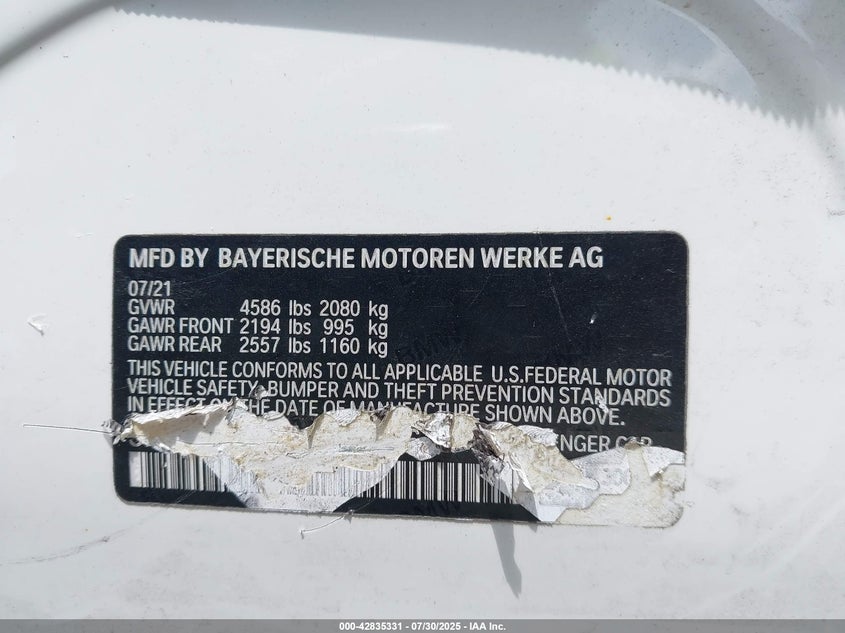 MFD BY BAYERISCHE MOTOREN WERKE AG
07/21
GVWR 4586 lbs 2080 kg
GAWR FRONT 2194 lbs 995 kg
GAWR REAR 2557 lbs 1160 kg
THIS VEHICLE CONFORMS TO ALL APPLICABLE U.S.FEDERAL MOTOR
VEHICLE SAFETY, BUMPER AND THEFT PREVENTION STANDARDS
IN EFFECT ON THE DATE OF MANUFACTURE SHOWN ABOVE.
ENGER CAR
000-42835331 - 07/30/2025 - IAA Inc.